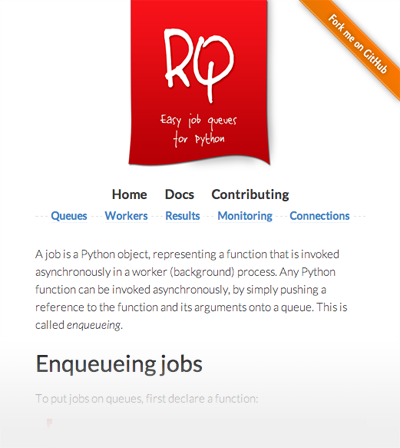 RQ
Easy job queues
for Python
Fork me on GitHub
Home Docs Contributing
Queues Workers Results Monitoring Connections
A job is a Python object, representing a function that is invoked
asynchronously in a worker (background) process. Any Python
function can be invoked asynchronously, by simply pushing a
reference to the function and its arguments onto a queue. This is
called enqueueing.
Enqueueing jobs
To put jobs on queues, first declare a function: